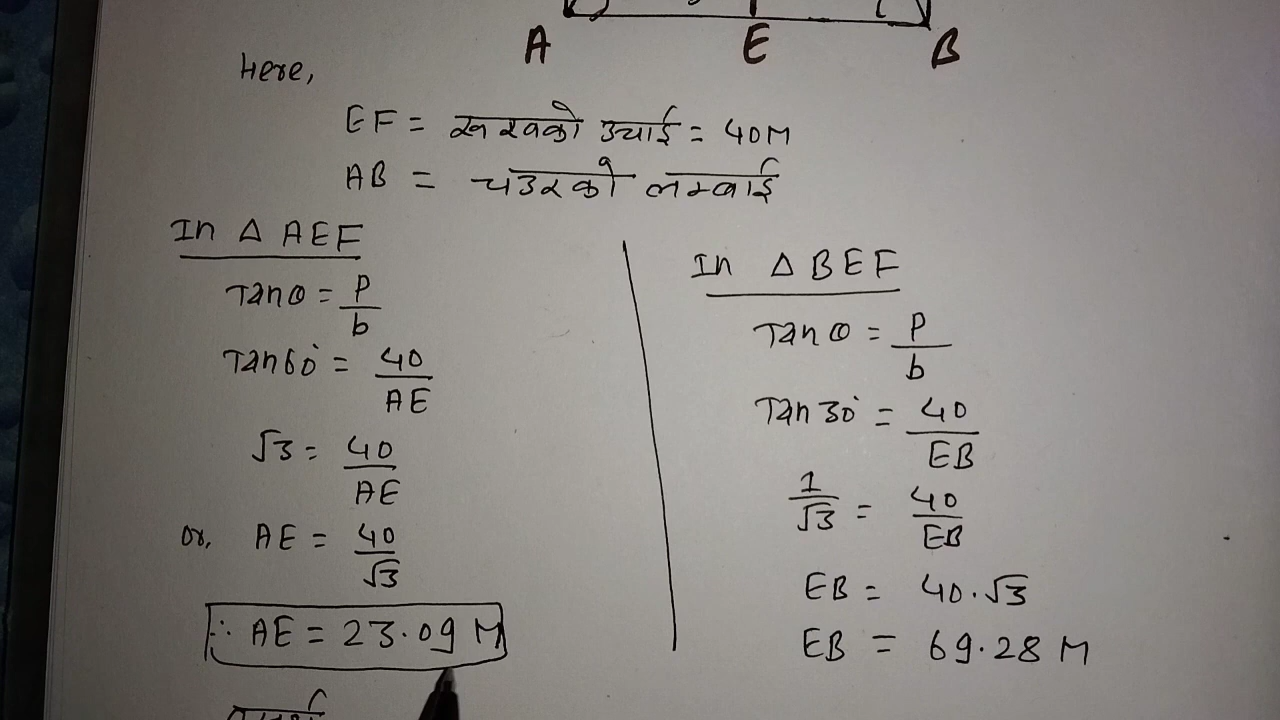 A E B
Here,
EF = खम्बाको उचाई = 40M
AB = चउरको लम्बाई
In Δ AEF
Tanθ = P/b
Tan60° = 40/AE
√3 = 40/AE
or, AE = 40/√3
∴ AE = 23.09 M
In Δ BEF
Tanθ = P/b
Tan30° = 40/EB
1/√3 = 40/EB
EB = 40.√3
EB = 69.28 M